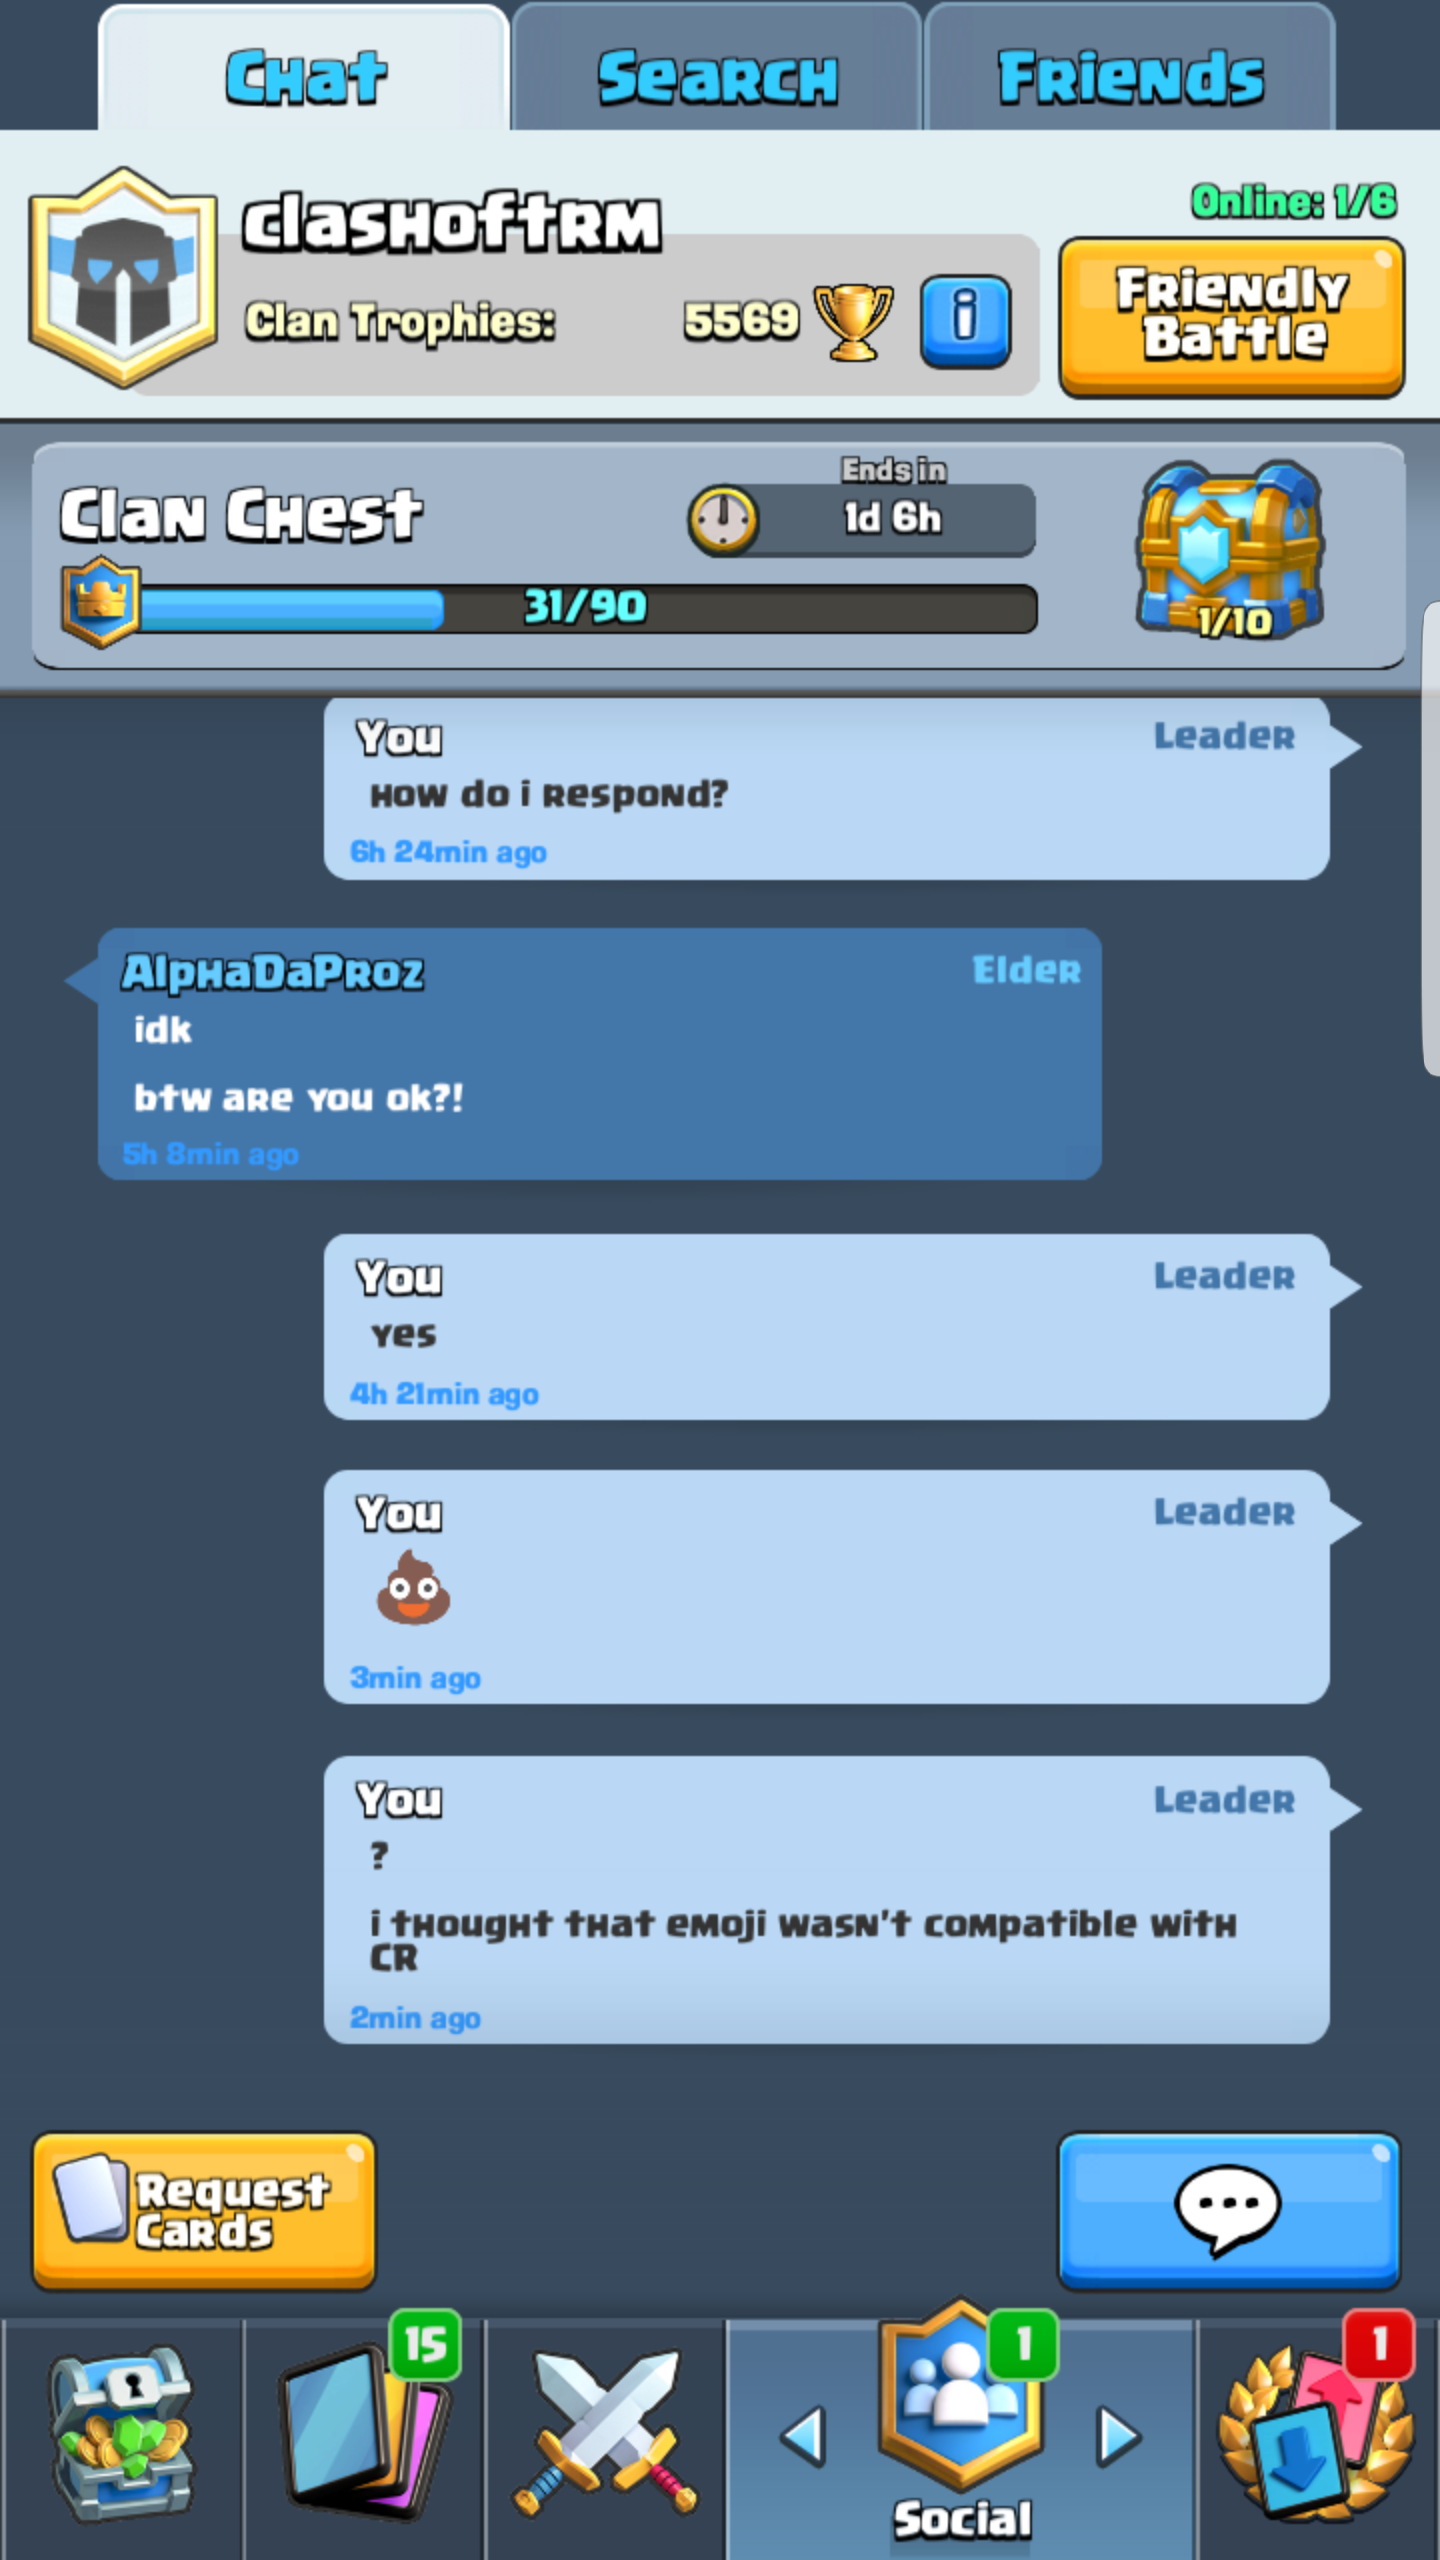 Chat
Search
Friends
clashoftrm
Online: 1/6
Clan Trophies: 5569
i
Friendly
Battle
Clan Chest
Ends in
1d 6h
31/90
1/10
You Leader
How do i respond?
6h 24min ago
AlphaDaProz Elder
idk
btw are you ok?!
5h 8min ago
You Leader
yes
4h 21min ago
You Leader
💩
3min ago
You Leader
?
i thought that emoji wasn't compatible with
CR
2min ago
Request
Cards
15
1
1
Social